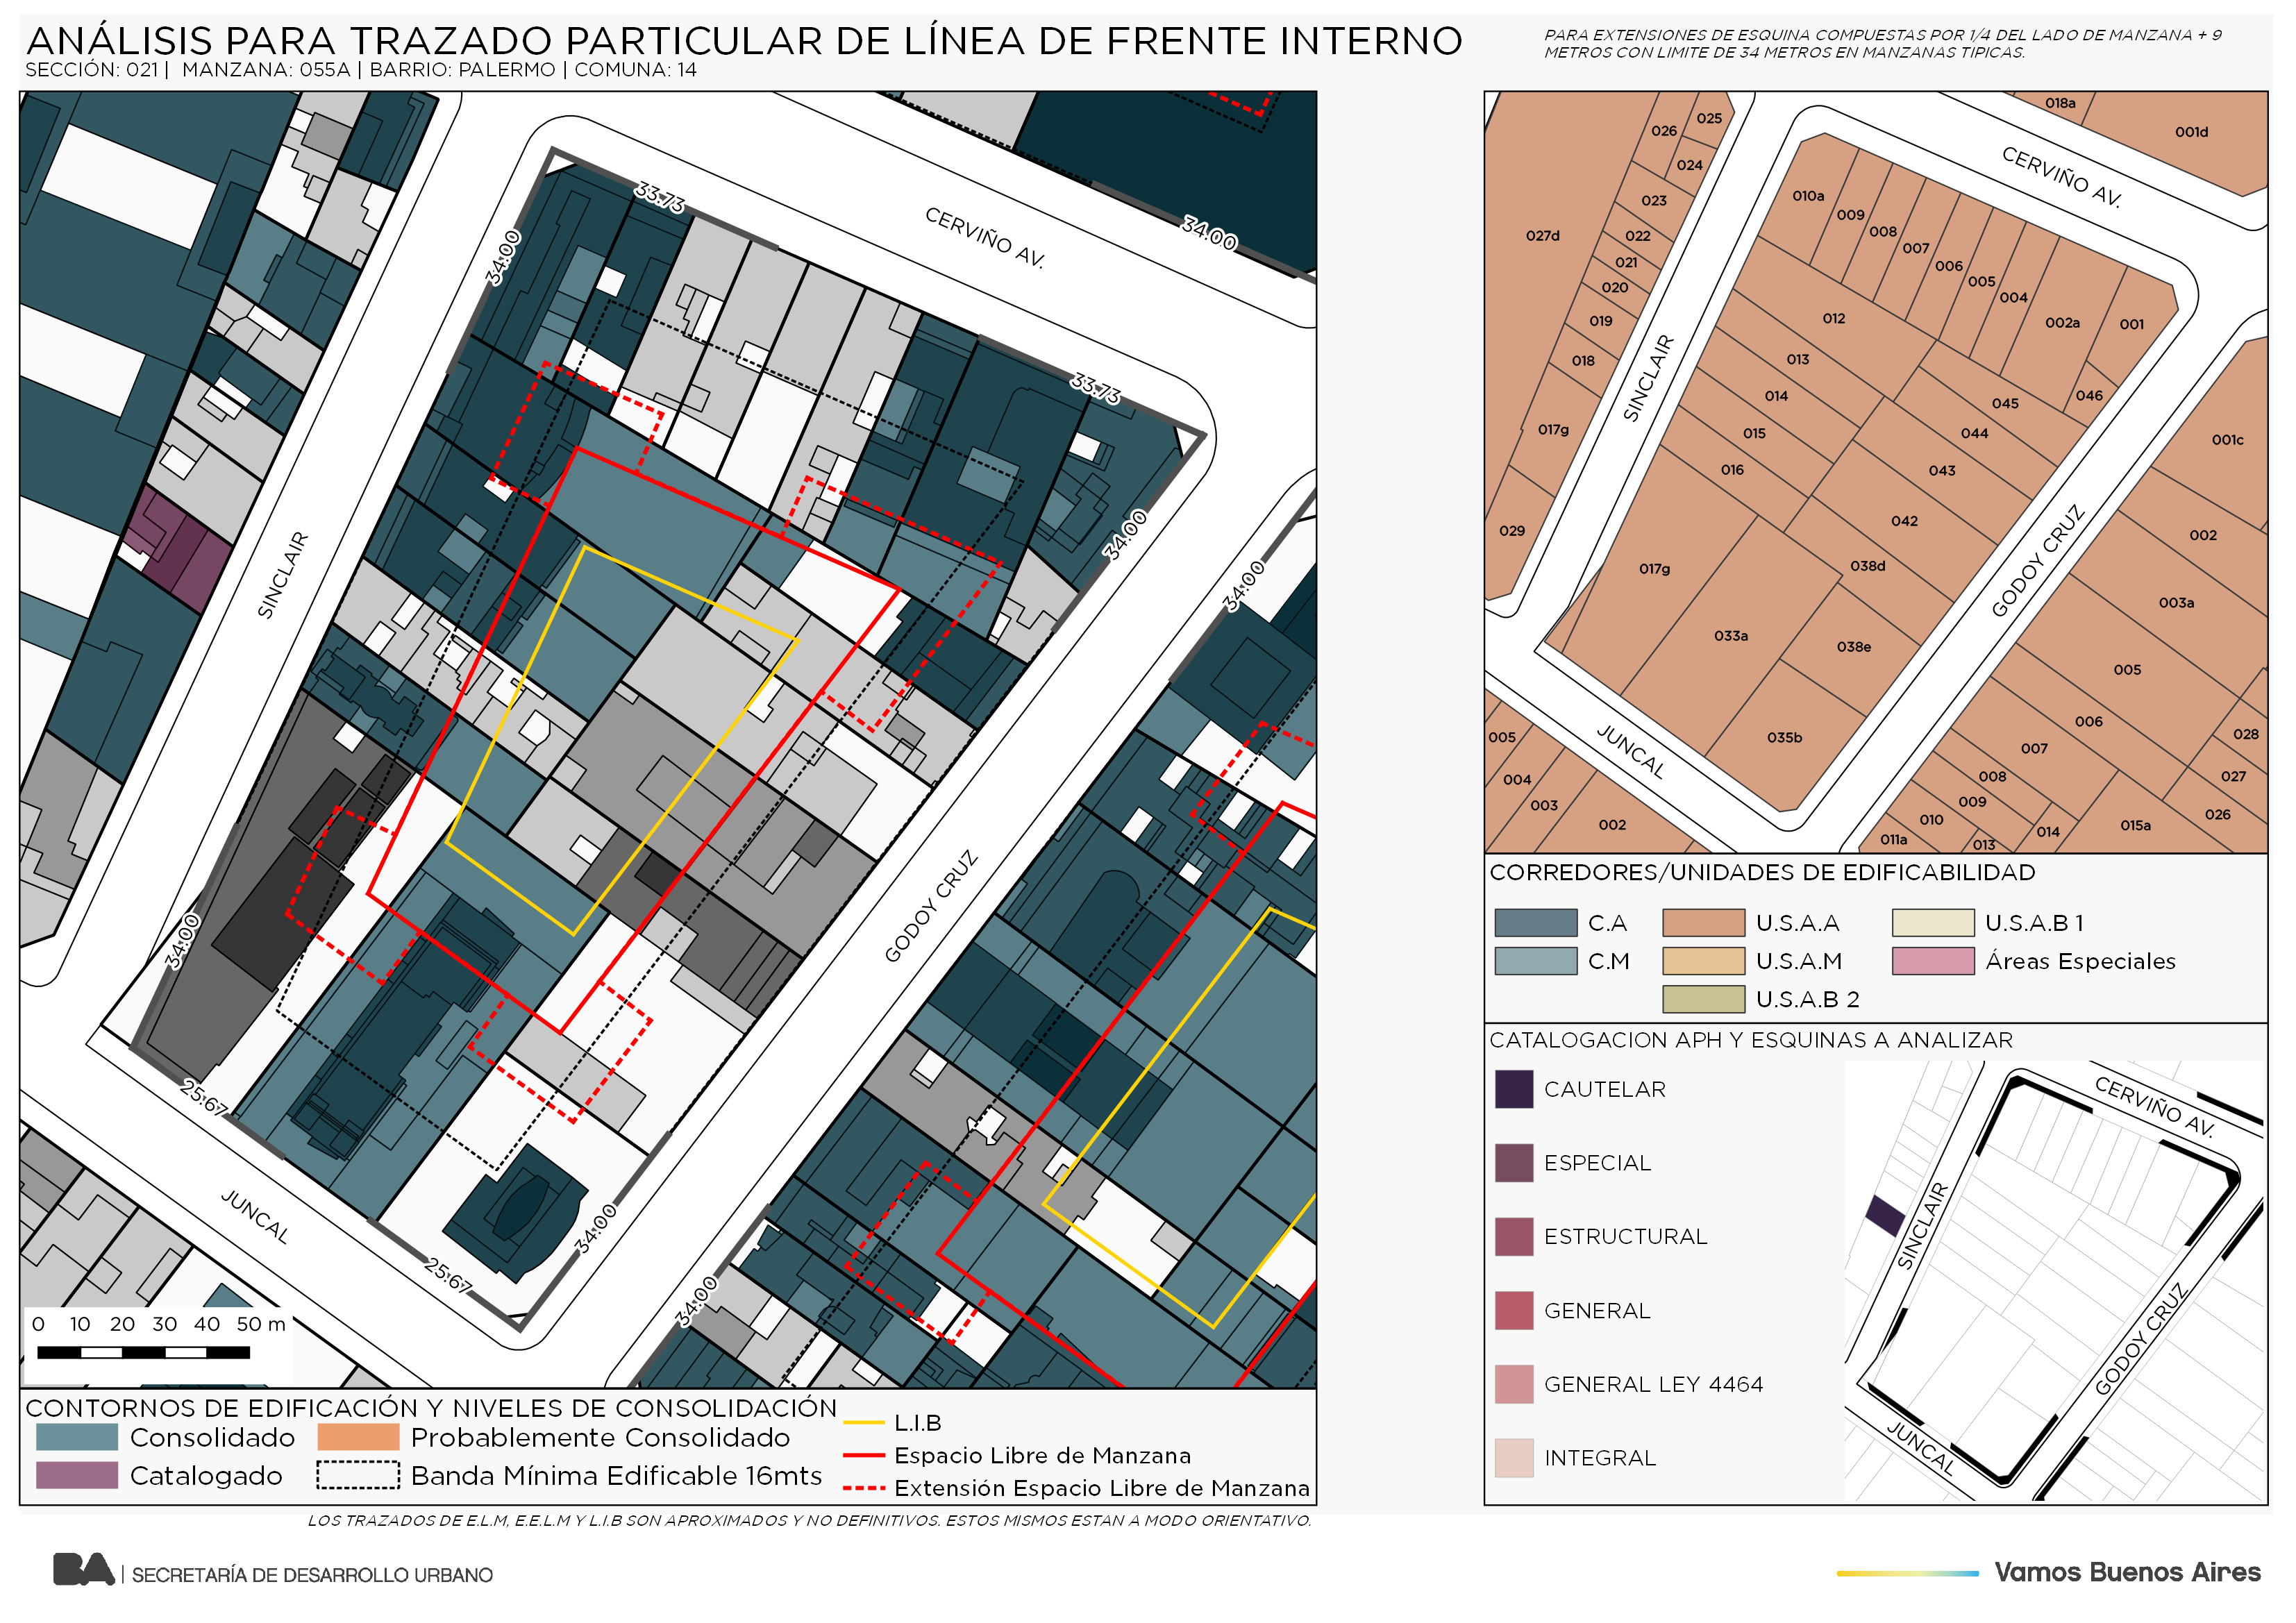 ANÁLISIS PARA TRAZADO PARTICULAR DE LÍNEA DE FRENTE INTERNO
SECCIÓN: 021 | MANZANA: 055A | BARRIO: PALERMO | COMUNA: 14
PARA EXTENSIONES DE ESQUINA COMPUESTAS POR 1/4 DEL LADO DE MANZANA + 9
METROS CON LIMITE DE 34 METROS EN MANZANAS TIPICAS.
33.73
34.00
CERVIÑO AV.
34.00
33.73
34.00
34.00
SINCLAIR
GODOY CRUZ
34.00
25.67
JUNCAL
25.67
34.00
34.00
0 10 20 30 40 50 m
CONTORNOS DE EDIFICACIÓN Y NIVELES DE CONSOLIDACIÓN
Consolidado
Probablemente Consolidado
Catalogado
Banda Mínima Edificable 16mts
L.I.B
Espacio Libre de Manzana
Extensión Espacio Libre de Manzana
LOS TRAZADOS DE E.L.M, E.E.L.M Y L.I.B SON APROXIMADOS Y NO DEFINITIVOS. ESTOS MISMOS ESTAN A MODO ORIENTATIVO.
018a
001d
025
026
024
023
022
021
020
019
018
027d
017g
029
CERVIÑO AV.
010a
009
008
007
006
005
004
002a
001
046
012
013
014
015
016
045
044
043
042
038d
038e
017g
033a
035b
SINCLAIR
GODOY CRUZ
JUNCAL
001c
002
003a
005
006
007
008
009
010
011a
013
014
015a
028
027
026
005
004
003
002
CORREDORES/UNIDADES DE EDIFICABILIDAD
C.A
U.S.A.A
U.S.A.B 1
C.M
U.S.A.M
Áreas Especiales
U.S.A.B 2
CATALOGACION APH Y ESQUINAS A ANALIZAR
CAUTELAR
ESPECIAL
ESTRUCTURAL
GENERAL
GENERAL LEY 4464
INTEGRAL
CERVIÑO AV.
SINCLAIR
GODOY CRUZ
JUNCAL
BA | SECRETARÍA DE DESARROLLO URBANO
Vamos Buenos Aires